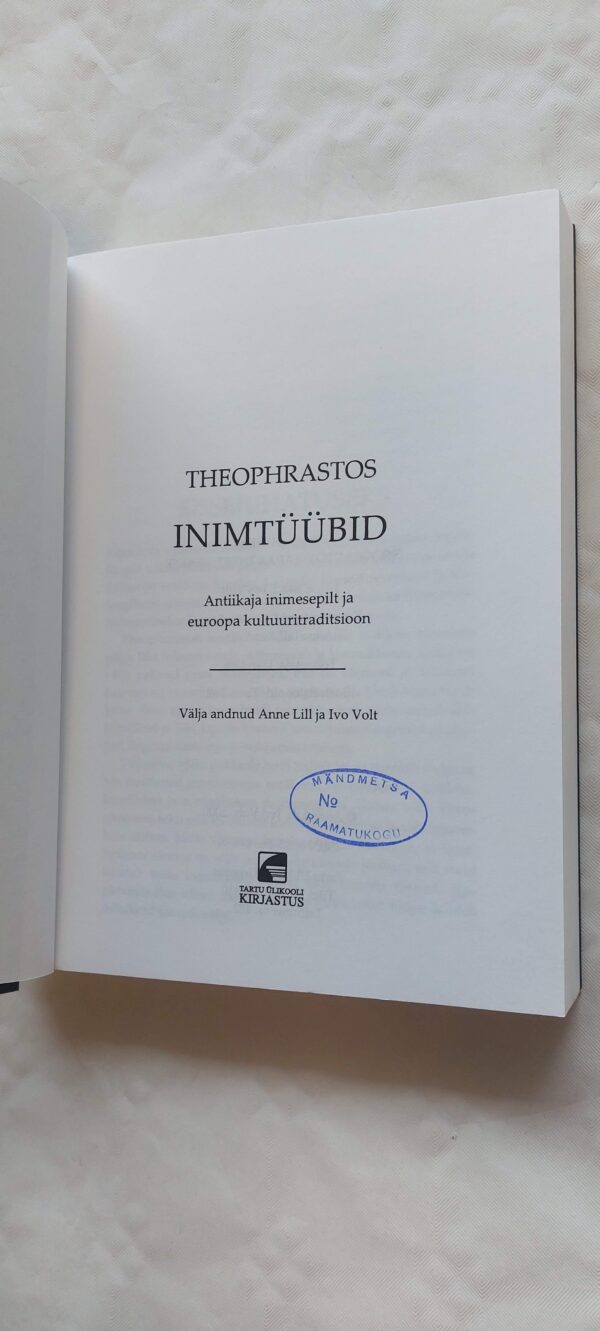 THEOPHRASTOS
INIMTÜÜBID
Antiikaja inimesepilt ja
euroopa kultuuritraditsioon
Välja andnud Anne Lill ja Ivo Volt
MÄNDMETSA
№
RAAMATUKOGU
TARTU ÜLIKOOLI
KIRJASTUS